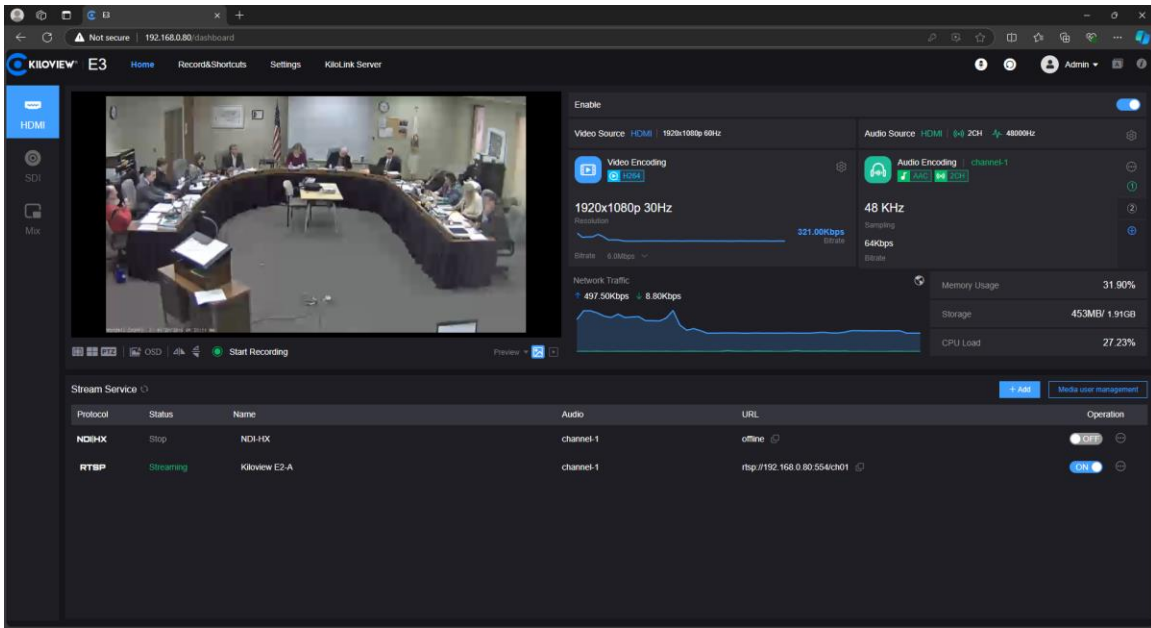 E3
Not secure 192.168.0.80/dashboard
KILOVIEW E3 Home Record&Shortcuts Settings KiloLink Server Admin
HDMI
SDI
Mix
Enable
Video Source HDMI 1920x1080p 60Hz
Audio Source HDMI 2CH 48000Hz
Video Encoding
H264
Audio Encoding channel-1
AAC 2CH
1
2
1920x1080p 30Hz
Resolution
321.00Kbps
Bitrate
Bitrate 6.0Mbps
48 KHz
Sampling
64Kbps
Bitrate
Network Traffic
↑ 497.50Kbps ↓ 8.80Kbps
Memory Usage 31.90%
Storage 453MB/ 1.91GB
CPU Load 27.23%
PTZ OSD Start Recording Preview
Stream Service + Add Media user management
Protocol Status Name Audio URL Operation
NDI|HX Stop NDI-HX channel-1 offline OFF
RTSP Streaming Kiloview E2-A channel-1 rtsp://192.168.0.80:554/ch01 ON